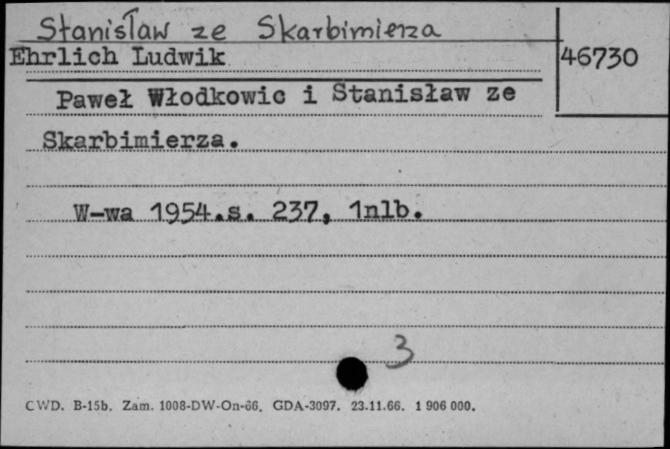 Stanisław ze Skarbimierza
Ehrlich Ludwik
46730
Paweł Włodkowic i Stanisław ze
Skarbimierza.
W-wa 1954.s. 237, 1nlb.
3
CWD. B-15b. Zam. 1008-DW-On-66. GDA-3097. 23.11.66. 1 906 000.